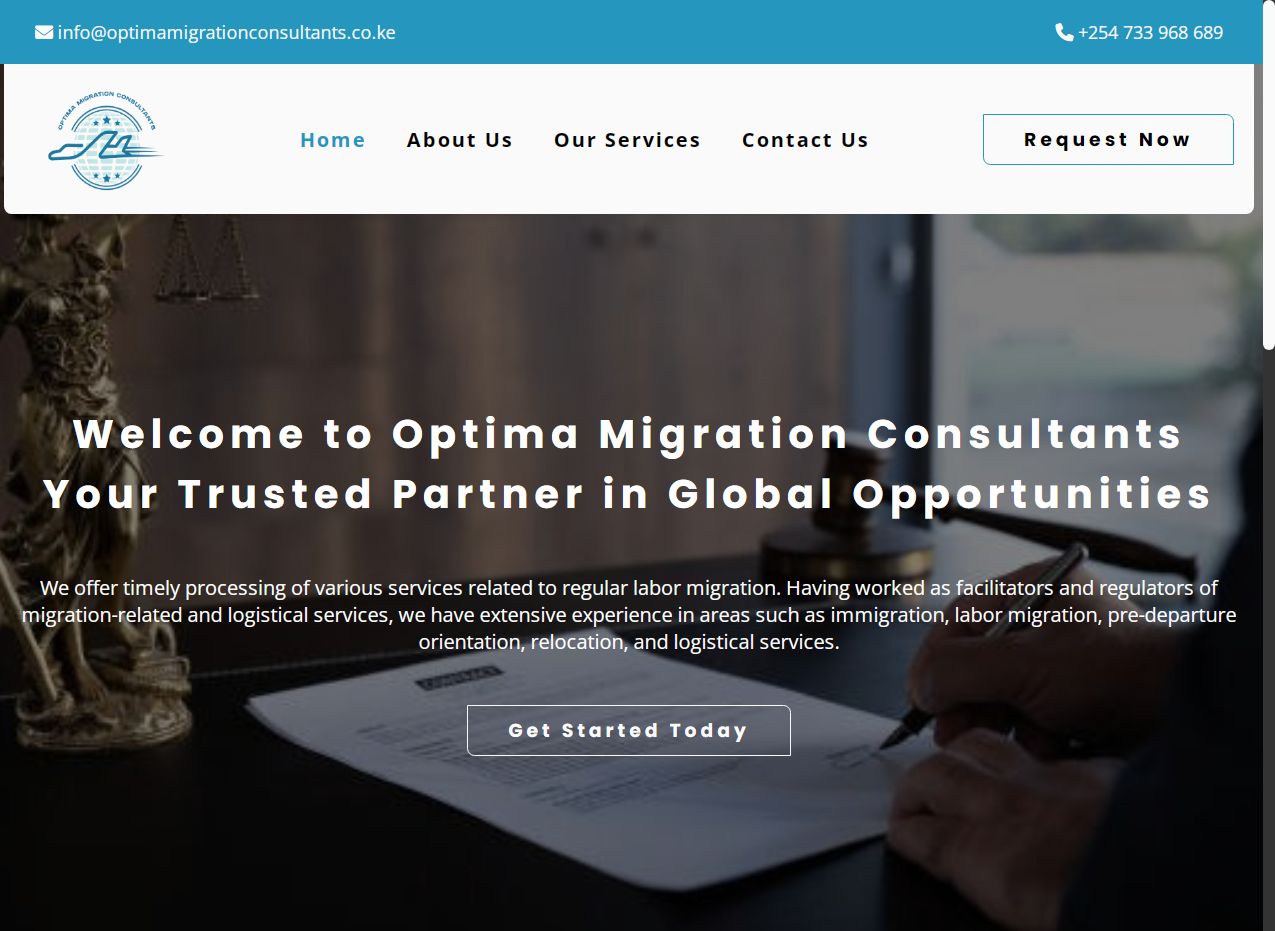 info@optimamigrationconsultants.co.ke
+254 733 968 689
OPTIMA MIGRATION CONSULTANTS
Home
About Us
Our Services
Contact Us
Request Now
Welcome to Optima Migration Consultants
Your Trusted Partner in Global Opportunities
We offer timely processing of various services related to regular labor migration. Having worked as facilitators and regulators of
migration-related and logistical services, we have extensive experience in areas such as immigration, labor migration, pre-departure
orientation, relocation, and logistical services.
CONTRACT
Get Started Today